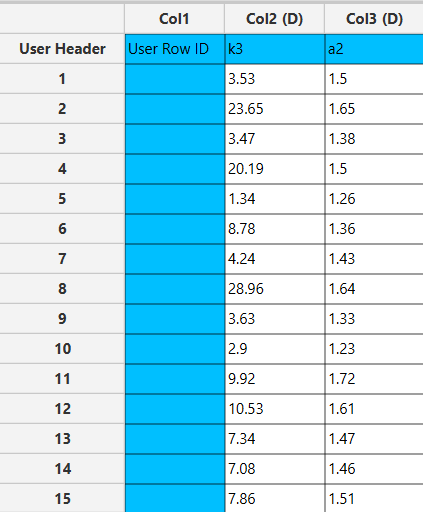 Col1 Col2 (D) Col3 (D)
User Header User Row ID k3 a2
1 3.53 1.5
2 23.65 1.65
3 3.47 1.38
4 20.19 1.5
5 1.34 1.26
6 8.78 1.36
7 4.24 1.43
8 28.96 1.64
9 3.63 1.33
10 2.9 1.23
11 9.92 1.72
12 10.53 1.61
13 7.34 1.47
14 7.08 1.46
15 7.86 1.51